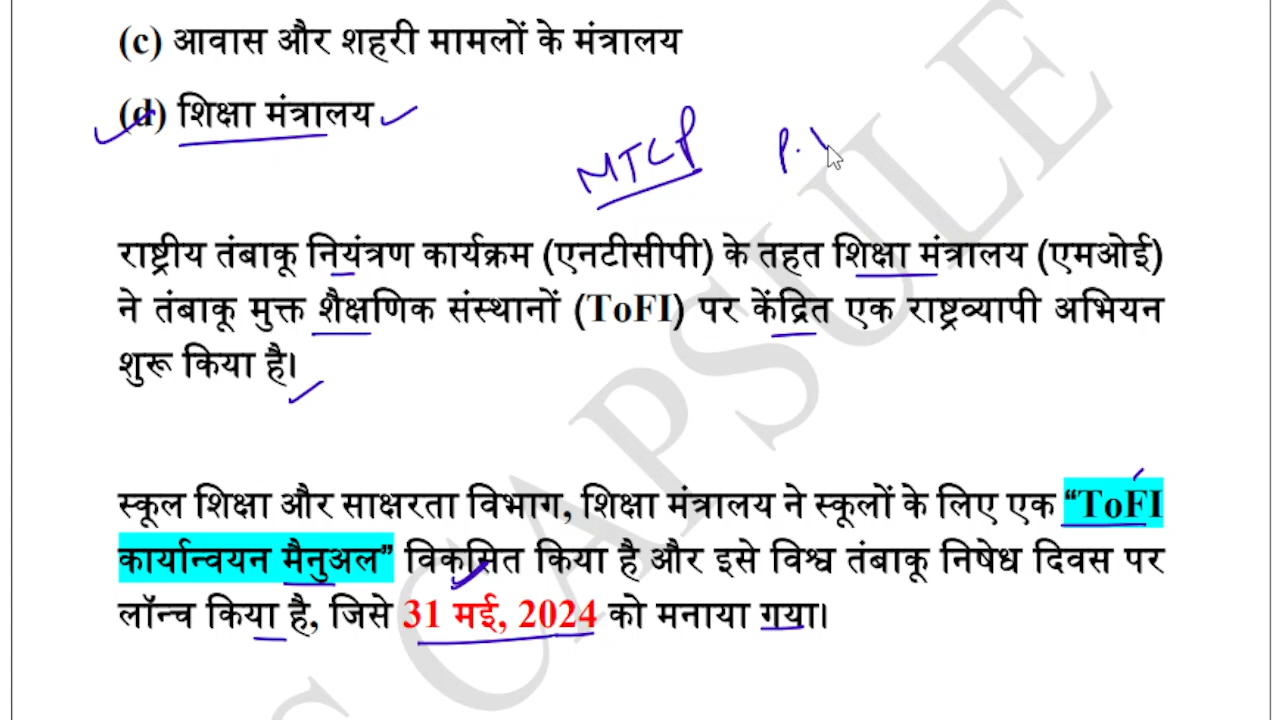 (c) आवास और शहरी मामलों के मंत्रालय
(d) शिक्षा मंत्रालय
MTCP P.
राष्ट्रीय तंबाकू नियंत्रण कार्यक्रम (एनटीसीपी) के तहत शिक्षा मंत्रालय (एमओई)
ने तंबाकू मुक्त शैक्षणिक संस्थानों (ToFI) पर केंद्रित एक राष्ट्रव्यापी अभियन
शुरू किया है।
स्कूल शिक्षा और साक्षरता विभाग, शिक्षा मंत्रालय ने स्कूलों के लिए एक “ToFI
कार्यान्वयन मैनुअल” विकसित किया है और इसे विश्व तंबाकू निषेध दिवस पर
लॉन्च किया है, जिसे 31 मई, 2024 को मनाया गया।
S CAPSULE